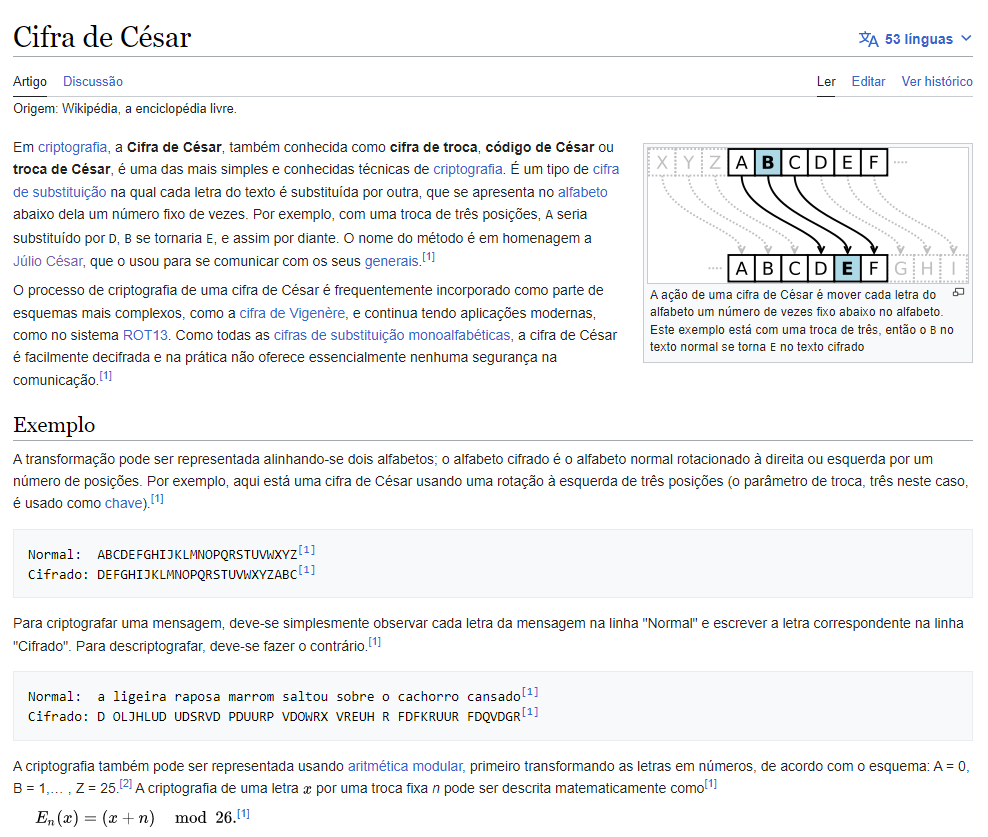 Cifra de César
53 línguas
Artigo Discussão Ler Editar Ver histórico
Origem: Wikipédia, a enciclopédia livre.
Em criptografia, a Cifra de César, também conhecida como cifra de troca, código de César ou
troca de César, é uma das mais simples e conhecidas técnicas de criptografia. É um tipo de cifra
de substituição na qual cada letra do texto é substituída por outra, que se apresenta no alfabeto
abaixo dela um número fixo de vezes. Por exemplo, com uma troca de três posições, A seria
substituído por D, B se tornaria E, e assim por diante. O nome do método é em homenagem a
Júlio César, que o usou para se comunicar com os seus generais.[1]
O processo de criptografia de uma cifra de César é frequentemente incorporado como parte de
esquemas mais complexos, como a cifra de Vigenère, e continua tendo aplicações modernas,
como no sistema ROT13. Como todas as cifras de substituição monoalfabéticas, a cifra de César
é facilmente decifrada e na prática não oferece essencialmente nenhuma segurança na
comunicação.[1]
X Y Z A B C D E F ····
···· A B C D E F G H I
A ação de uma cifra de César é mover cada letra do
alfabeto um número de vezes fixo abaixo no alfabeto.
Este exemplo está com uma troca de três, então o B no
texto normal se torna E no texto cifrado
Exemplo
A transformação pode ser representada alinhando-se dois alfabetos; o alfabeto cifrado é o alfabeto normal rotacionado à direita ou esquerda por um
número de posições. Por exemplo, aqui está uma cifra de César usando uma rotação à esquerda de três posições (o parâmetro de troca, três neste caso,
é usado como chave).[1]
Normal:  ABCDEFGHIJKLMNOPQRSTUVWXYZ[1]
Cifrado: DEFGHIJKLMNOPQRSTUVWXYZABC[1]
Para criptografar uma mensagem, deve-se simplesmente observar cada letra da mensagem na linha "Normal" e escrever a letra correspondente na linha
"Cifrado". Para descriptografar, deve-se fazer o contrário.[1]
Normal:  a ligeira raposa marrom saltou sobre o cachorro cansado[1]
Cifrado: D OLJHLUD UDSRVD PDUURP VDOWRX VREUH R FDFKRUUR FDQVDGR[1]
A criptografia também pode ser representada usando aritmética modular, primeiro transformando as letras em números, de acordo com o esquema: A = 0,
B = 1,... , Z = 25.[2] A criptografia de uma letra x por uma troca fixa n pode ser descrita matematicamente como[1]
Eₙ(x) = (x + n) mod 26.[1]